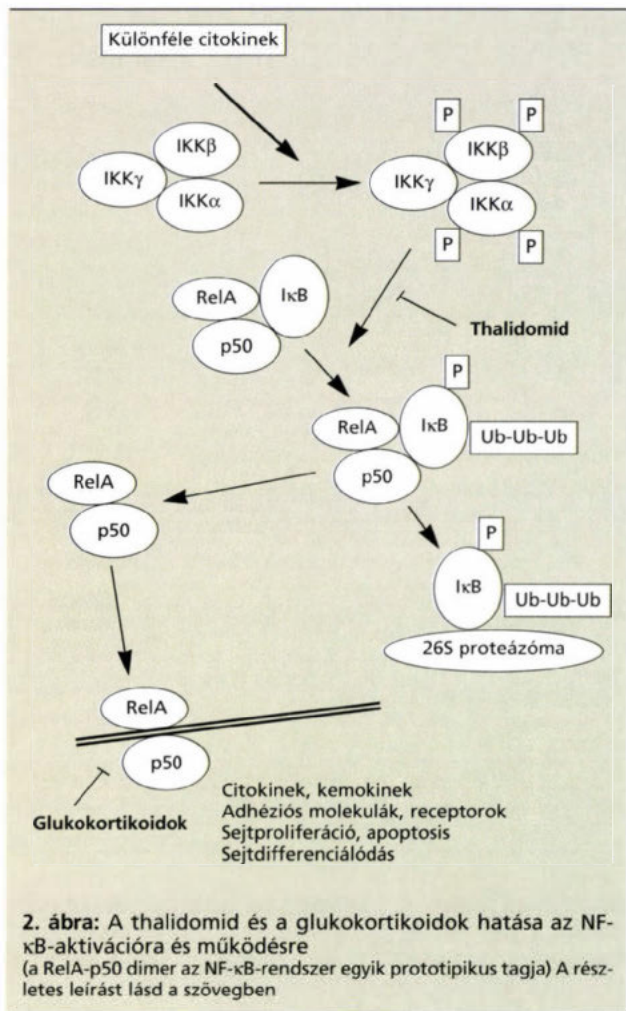 Különféle citokinek
P
P
IKKβ
IKKγ
IKKα
IKKβ
IKKγ
IKKα
P
P
RelA
IκB
p50
Thalidomid
P
RelA
IκB
Ub-Ub-Ub
p50
RelA
p50
P
IκB
Ub-Ub-Ub
26S proteázóma
RelA
p50
Glukokortikoidok
Citokinek, kemokinek
Adhéziós molekulák, receptorok
Sejtproliferáció, apoptosis
Sejtdifferenciálódás
2. ábra: A thalidomid és a glukokortikoidok hatása az NF-
κB-aktivációra és működésre
(a RelA-p50 dimer az NF-κB-rendszer egyik prototipikus tagja) A rész-
letes leírást lásd a szövegben